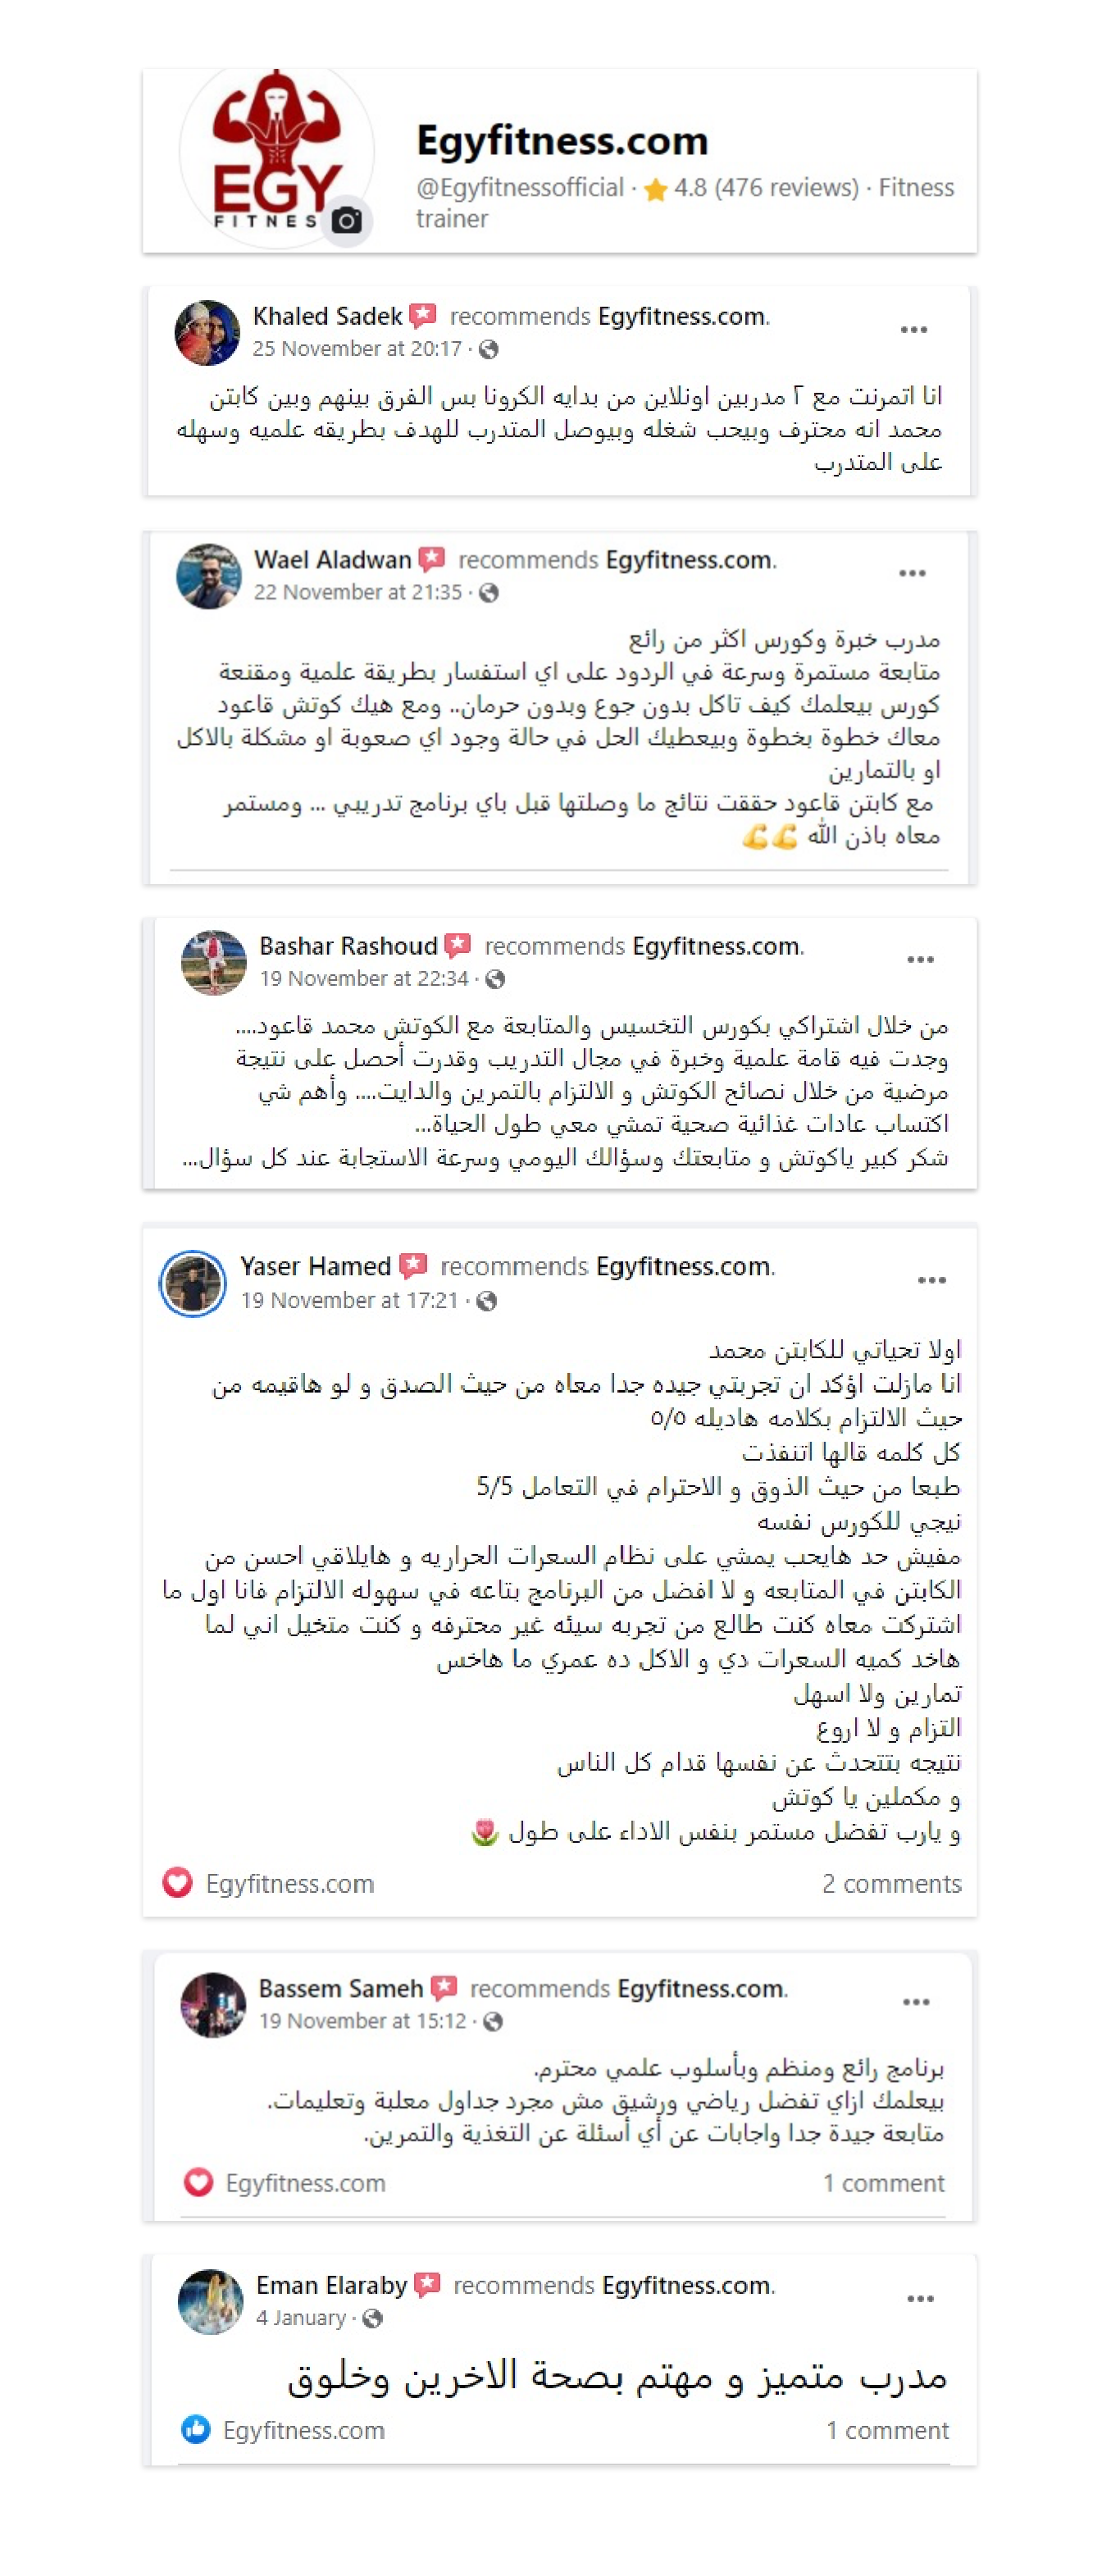 EGY
FITNES
Egyfitness.com
@Egyfitnessofficial · ⭐ 4.8 (476 reviews) · Fitness
trainer
Khaled Sadek recommends Egyfitness.com.
25 November at 20:17 ·
انا اتمرنت مع ٢ مدربين اونلاين من بدايه الكرونا بس الفرق بينهم وبين كابتن
محمد انه محترف وبيحب شغله وبيوصل المتدرب للهدف بطريقه علميه وسهله
على المتدرب
Wael Aladwan recommends Egyfitness.com.
22 November at 21:35 ·
مدرب خبرة وكورس اكثر من رائع
متابعة مستمرة وسرعة في الردود على اي استفسار بطريقة علمية ومقنعة
كورس بيعلمك كيف تاكل بدون جوع وبدون حرمان.. ومع هيك كوتش قاعود
معاك خطوة بخطوة وبيعطيك الحل في حالة وجود اي صعوبة او مشكلة بالاكل
او بالتمارين
مع كابتن قاعود حققت نتائج ما وصلتها قبل باي برنامج تدريبي ... ومستمر
معاه باذن الله 💪💪
Bashar Rashoud recommends Egyfitness.com.
19 November at 22:34 ·
من خلال اشتراكي بكورس التخسيس والمتابعة مع الكوتش محمد قاعود....
وجدت فيه قامة علمية وخبرة في مجال التدريب وقدرت أحصل على نتيجة
مرضية من خلال نصائح الكوتش و الالتزام بالتمرين والدايت.... وأهم شي
اكتساب عادات غذائية صحية تمشي معي طول الحياة...
شكر كبير ياكوتش و متابعتك وسؤالك اليومي وسرعة الاستجابة عند كل سؤال...
Yaser Hamed recommends Egyfitness.com.
19 November at 17:21 ·
اولا تحياتي للكابتن محمد
انا مازلت اؤكد ان تجربتي جيده جدا معاه من حيث الصدق و لو هاقيمه من
حيث الالتزام بكلامه هاديله ٥/٥
كل كلمه قالها اتنفذت
طبعا من حيث الذوق و الاحترام في التعامل 5/5
نيجي للكورس نفسه
مفيش حد هايحب يمشي على نظام السعرات الحراريه و هايلاقي احسن من
الكابتن في المتابعه و لا افضل من البرنامج بتاعه في سهوله الالتزام فانا اول ما
اشتركت معاه كنت طالع من تجربه سيئه غير محترفه و كنت متخيل اني لما
هاخد كميه السعرات دي و الاكل ده عمري ما هاخس
تمارين ولا اسهل
التزام و لا اروع
نتيجه بتتحدث عن نفسها قدام كل الناس
و مكملين يا كوتش
و يارب تفضل مستمر بنفس الاداء على طول 🌷
Egyfitness.com 2 comments
Bassem Sameh recommends Egyfitness.com.
19 November at 15:12 ·
برنامج رائع ومنظم وبأسلوب علمي محترم.
بيعلمك ازاي تفضل رياضي ورشيق مش مجرد جداول معلبة وتعليمات.
متابعة جيدة جدا واجابات عن أي أسئلة عن التغذية والتمرين.
Egyfitness.com 1 comment
Eman Elaraby recommends Egyfitness.com.
4 January ·
مدرب متميز و مهتم بصحة الاخرين وخلوق
Egyfitness.com 1 comment